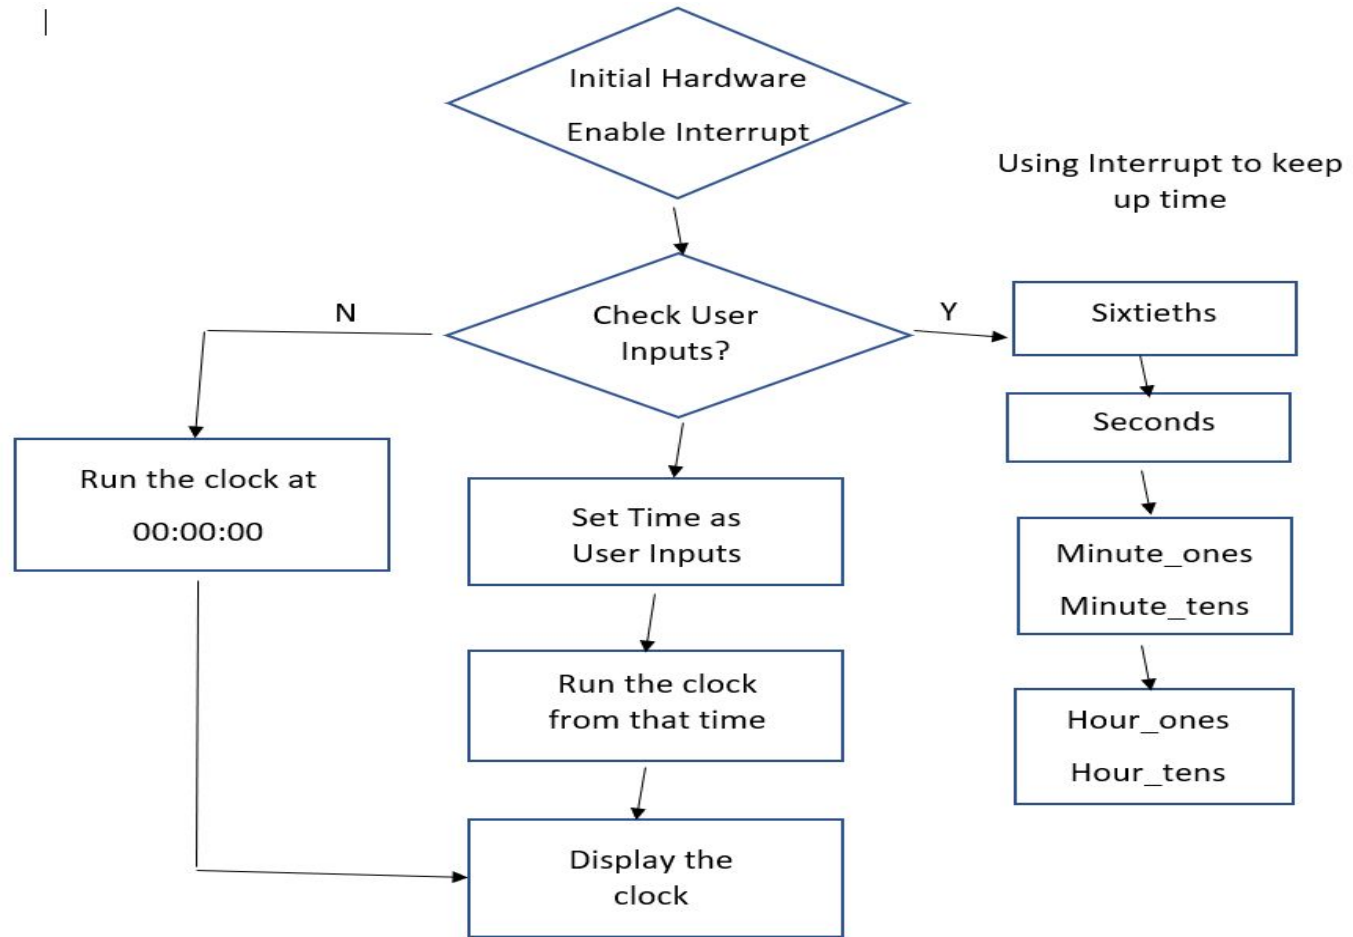 Initial Hardware
Enable Interrupt
Using Interrupt to keep
up time
Check User
Inputs?
N
Y
Sixtieths
Seconds
Minute_ones
Minute_tens
Hour_ones
Hour_tens
Run the clock at
00:00:00
Set Time as
User Inputs
Run the clock
from that time
Display the
clock